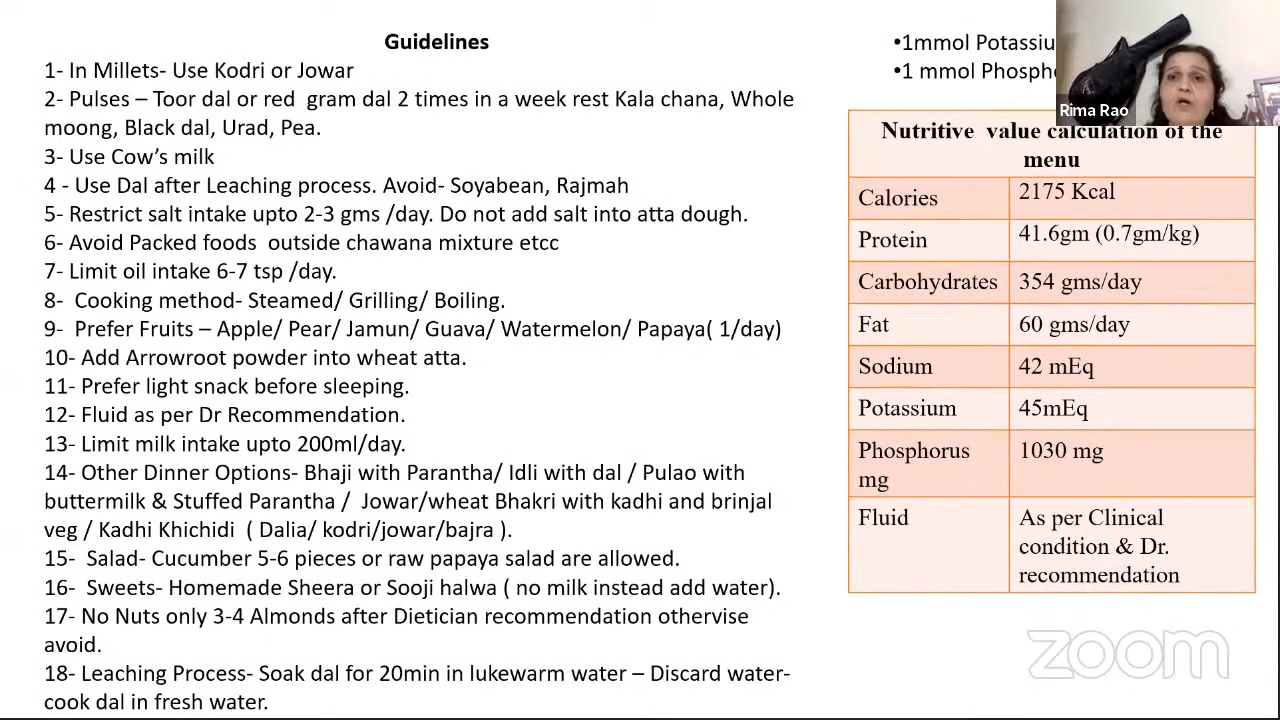 Guidelines
1- In Millets- Use Kodri or Jowar
2- Pulses – Toor dal or red gram dal 2 times in a week rest Kala chana, Whole
moong, Black dal, Urad, Pea.
3- Use Cow’s milk
4 - Use Dal after Leaching process. Avoid- Soyabean, Rajmah
5- Restrict salt intake upto 2-3 gms /day. Do not add salt into atta dough.
6- Avoid Packed foods outside chawana mixture etcc
7- Limit oil intake 6-7 tsp /day.
8- Cooking method- Steamed/ Grilling/ Boiling.
9- Prefer Fruits – Apple/ Pear/ Jamun/ Guava/ Watermelon/ Papaya( 1/day)
10- Add Arrowroot powder into wheat atta.
11- Prefer light snack before sleeping.
12- Fluid as per Dr Recommendation.
13- Limit milk intake upto 200ml/day.
14- Other Dinner Options- Bhaji with Parantha/ Idli with dal / Pulao with
buttermilk & Stuffed Parantha / Jowar/wheat Bhakri with kadhi and brinjal
veg / Kadhi Khichidi ( Dalia/ kodri/jowar/bajra ).
15- Salad- Cucumber 5-6 pieces or raw papaya salad are allowed.
16- Sweets- Homemade Sheera or Sooji halwa ( no milk instead add water).
17- No Nuts only 3-4 Almonds after Dietician recommendation othervise
avoid.
18- Leaching Process- Soak dal for 20min in lukewarm water – Discard water-
cook dal in fresh water.
•1mmol
•1 mmol
Rima Rao
Nutritive value calculation of the
menu
Calories 2175 Kcal
Protein 41.6gm (0.7gm/kg)
Carbohydrates 354 gms/day
Fat 60 gms/day
Sodium 42 mEq
Potassium 45mEq
Phosphorus 1030 mg
mg
Fluid As per Clinical
condition & Dr.
recommendation
zoom